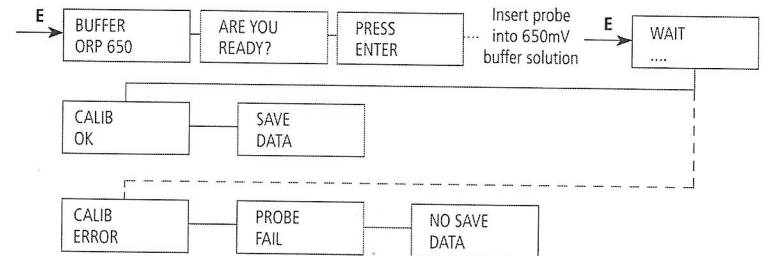 E
BUFFER
ORP 650
ARE YOU
READY?
PRESS
ENTER
....
Insert probe
into 650mV
buffer solution
E
WAIT
....
CALIB
OK
SAVE
DATA
CALIB
ERROR
PROBE
FAIL
NO SAVE
DATA